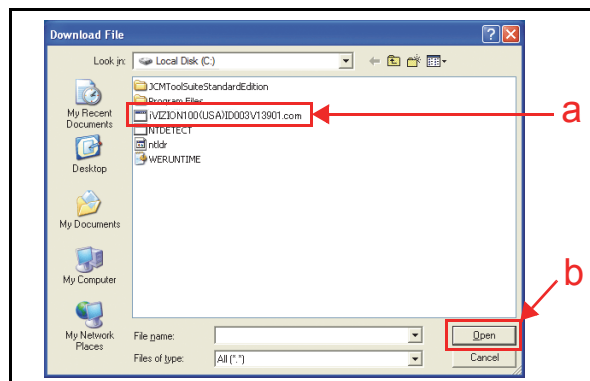 Download File
Look in:
Local Disk (C:)
JCMToolSuiteStandardEdition
Program Files
iVIZION100(USA)ID003V13901.com
NTDETECT
ntldr
WERUNTIME
My Recent
Documents
Desktop
My Documents
My Computer
My Network
Places
File name:
Open
Files of type:
All (*.*)
Cancel
a
b